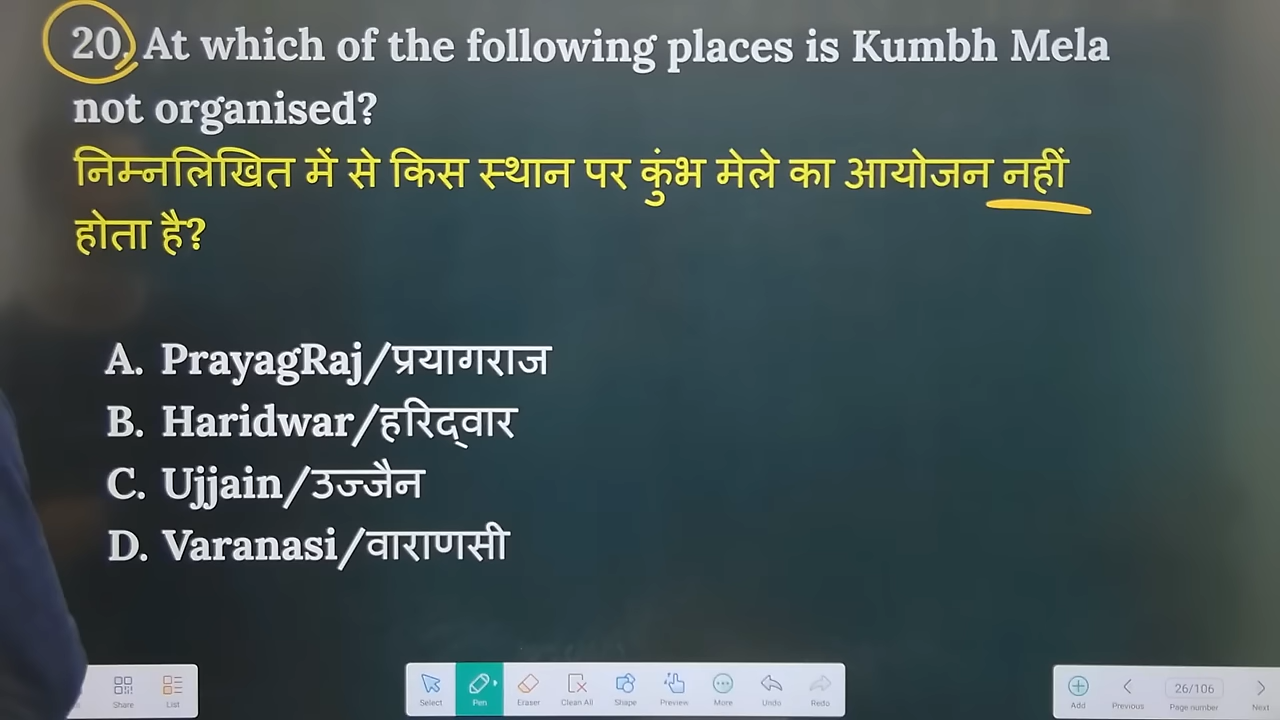 20, At which of the following places is Kumbh Mela
not organised?
निम्नलिखित में से किस स्थान पर कुंभ मेले का आयोजन नहीं
होता है?
A. PrayagRaj/प्रयागराज
B. Haridwar/हरिद्वार
C. Ujjain/उज्जैन
D. Varanasi/वाराणसी
Share List Select Pen Eraser Clean All Shape Preview More Undo Redo Add Previous 26/106 Page number Next